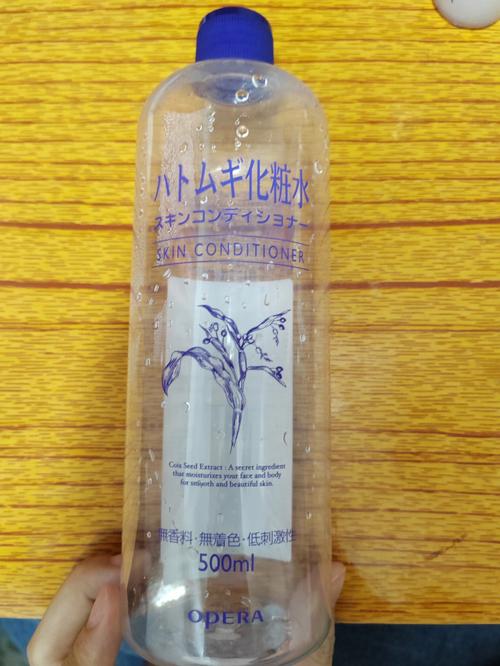 ハトムギ化粧水
スキンコンディショナー
SKIN CONDITIONER
Coix Seed Extract : A secret ingredient
that moisturizes your face and body
for smooth and beautiful skin.
無香料・無着色・低刺激性
500ml
OPERA